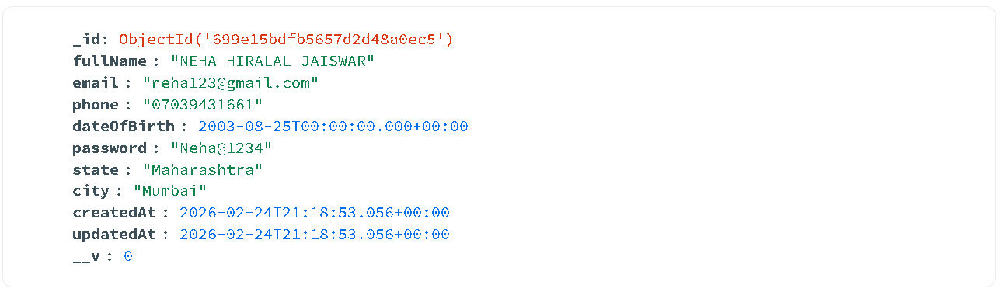 _id: ObjectId('699e15bdfb5657d2d48a0ec5')
fullName : "NEHA HIRALAL JAISWAR"
email : "neha123@gmail.com"
phone : "07039431661"
dateOfBirth : 2003-08-25T00:00:00.000+00:00
password : "Neha@1234"
state : "Maharashtra"
city : "Mumbai"
createdAt : 2026-02-24T21:18:53.056+00:00
updatedAt : 2026-02-24T21:18:53.056+00:00
__v : 0